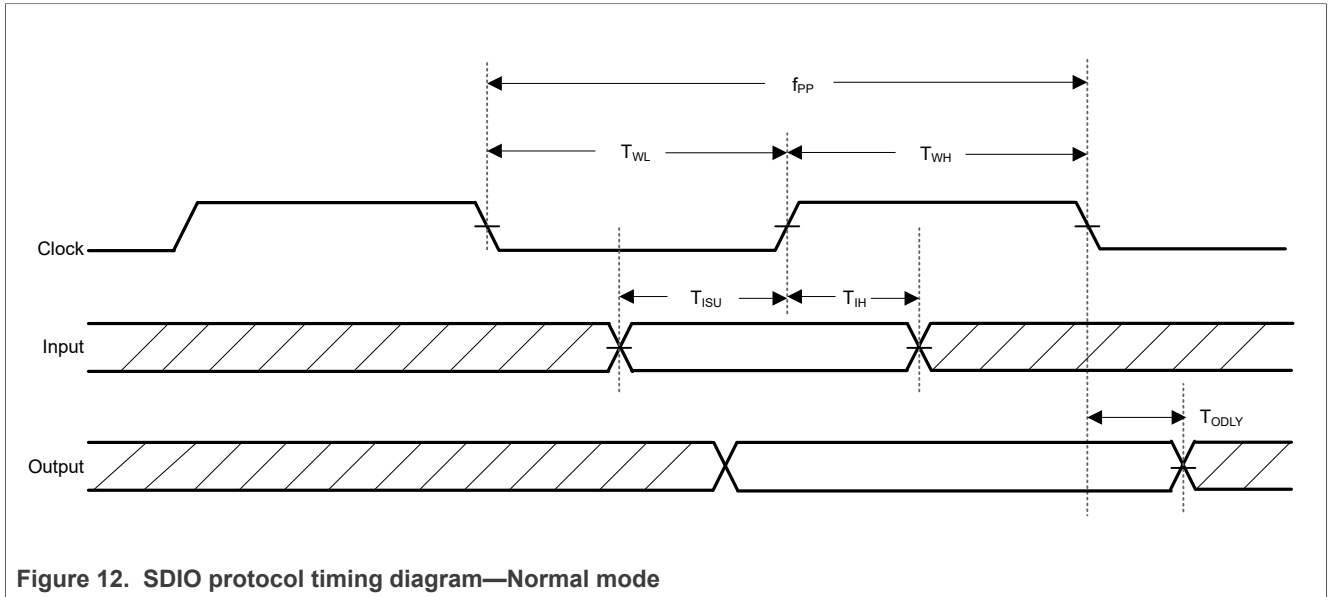 fPP
TWL
TWH
Clock
TISU
TIH
Input
TODLY
Output
Figure 12. SDIO protocol timing diagram—Normal mode